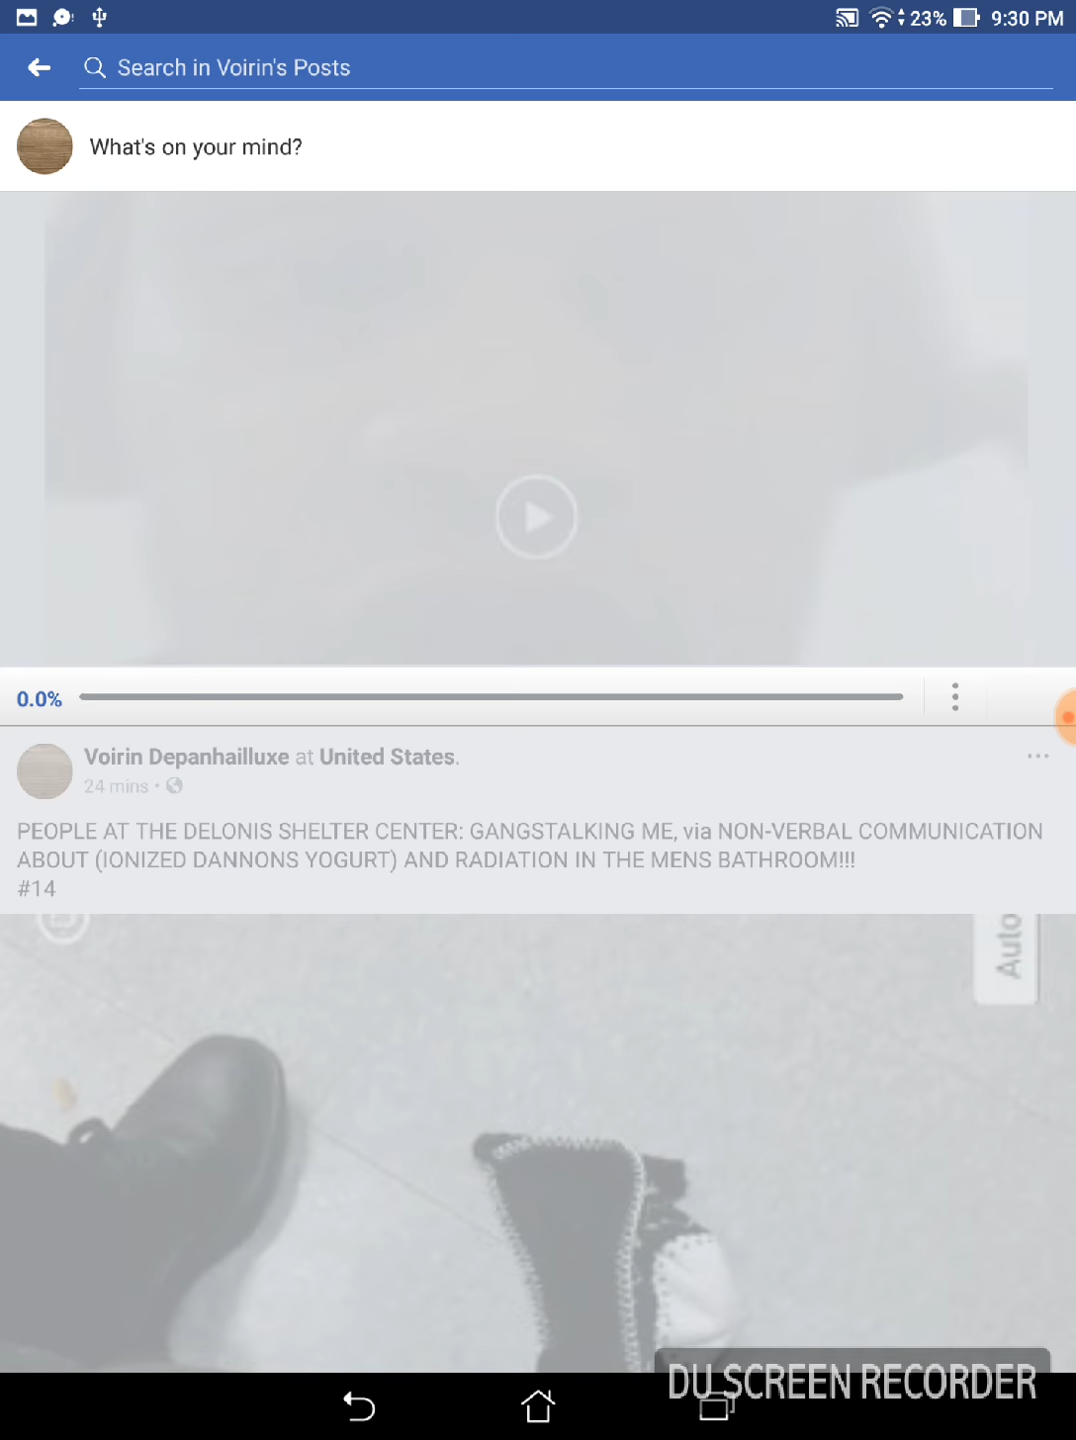 23% 9:30 PM
Search in Voirin's Posts
What's on your mind?
0.0%
Voirin Depanhailluxe at United States.
24 mins •
PEOPLE AT THE DELONIS SHELTER CENTER: GANGSTALKING ME, via NON-VERBAL COMMUNICATION
ABOUT (IONIZED DANNONS YOGURT) AND RADIATION IN THE MENS BATHROOM!!!
#14
Auto
DU SCREEN RECORDER